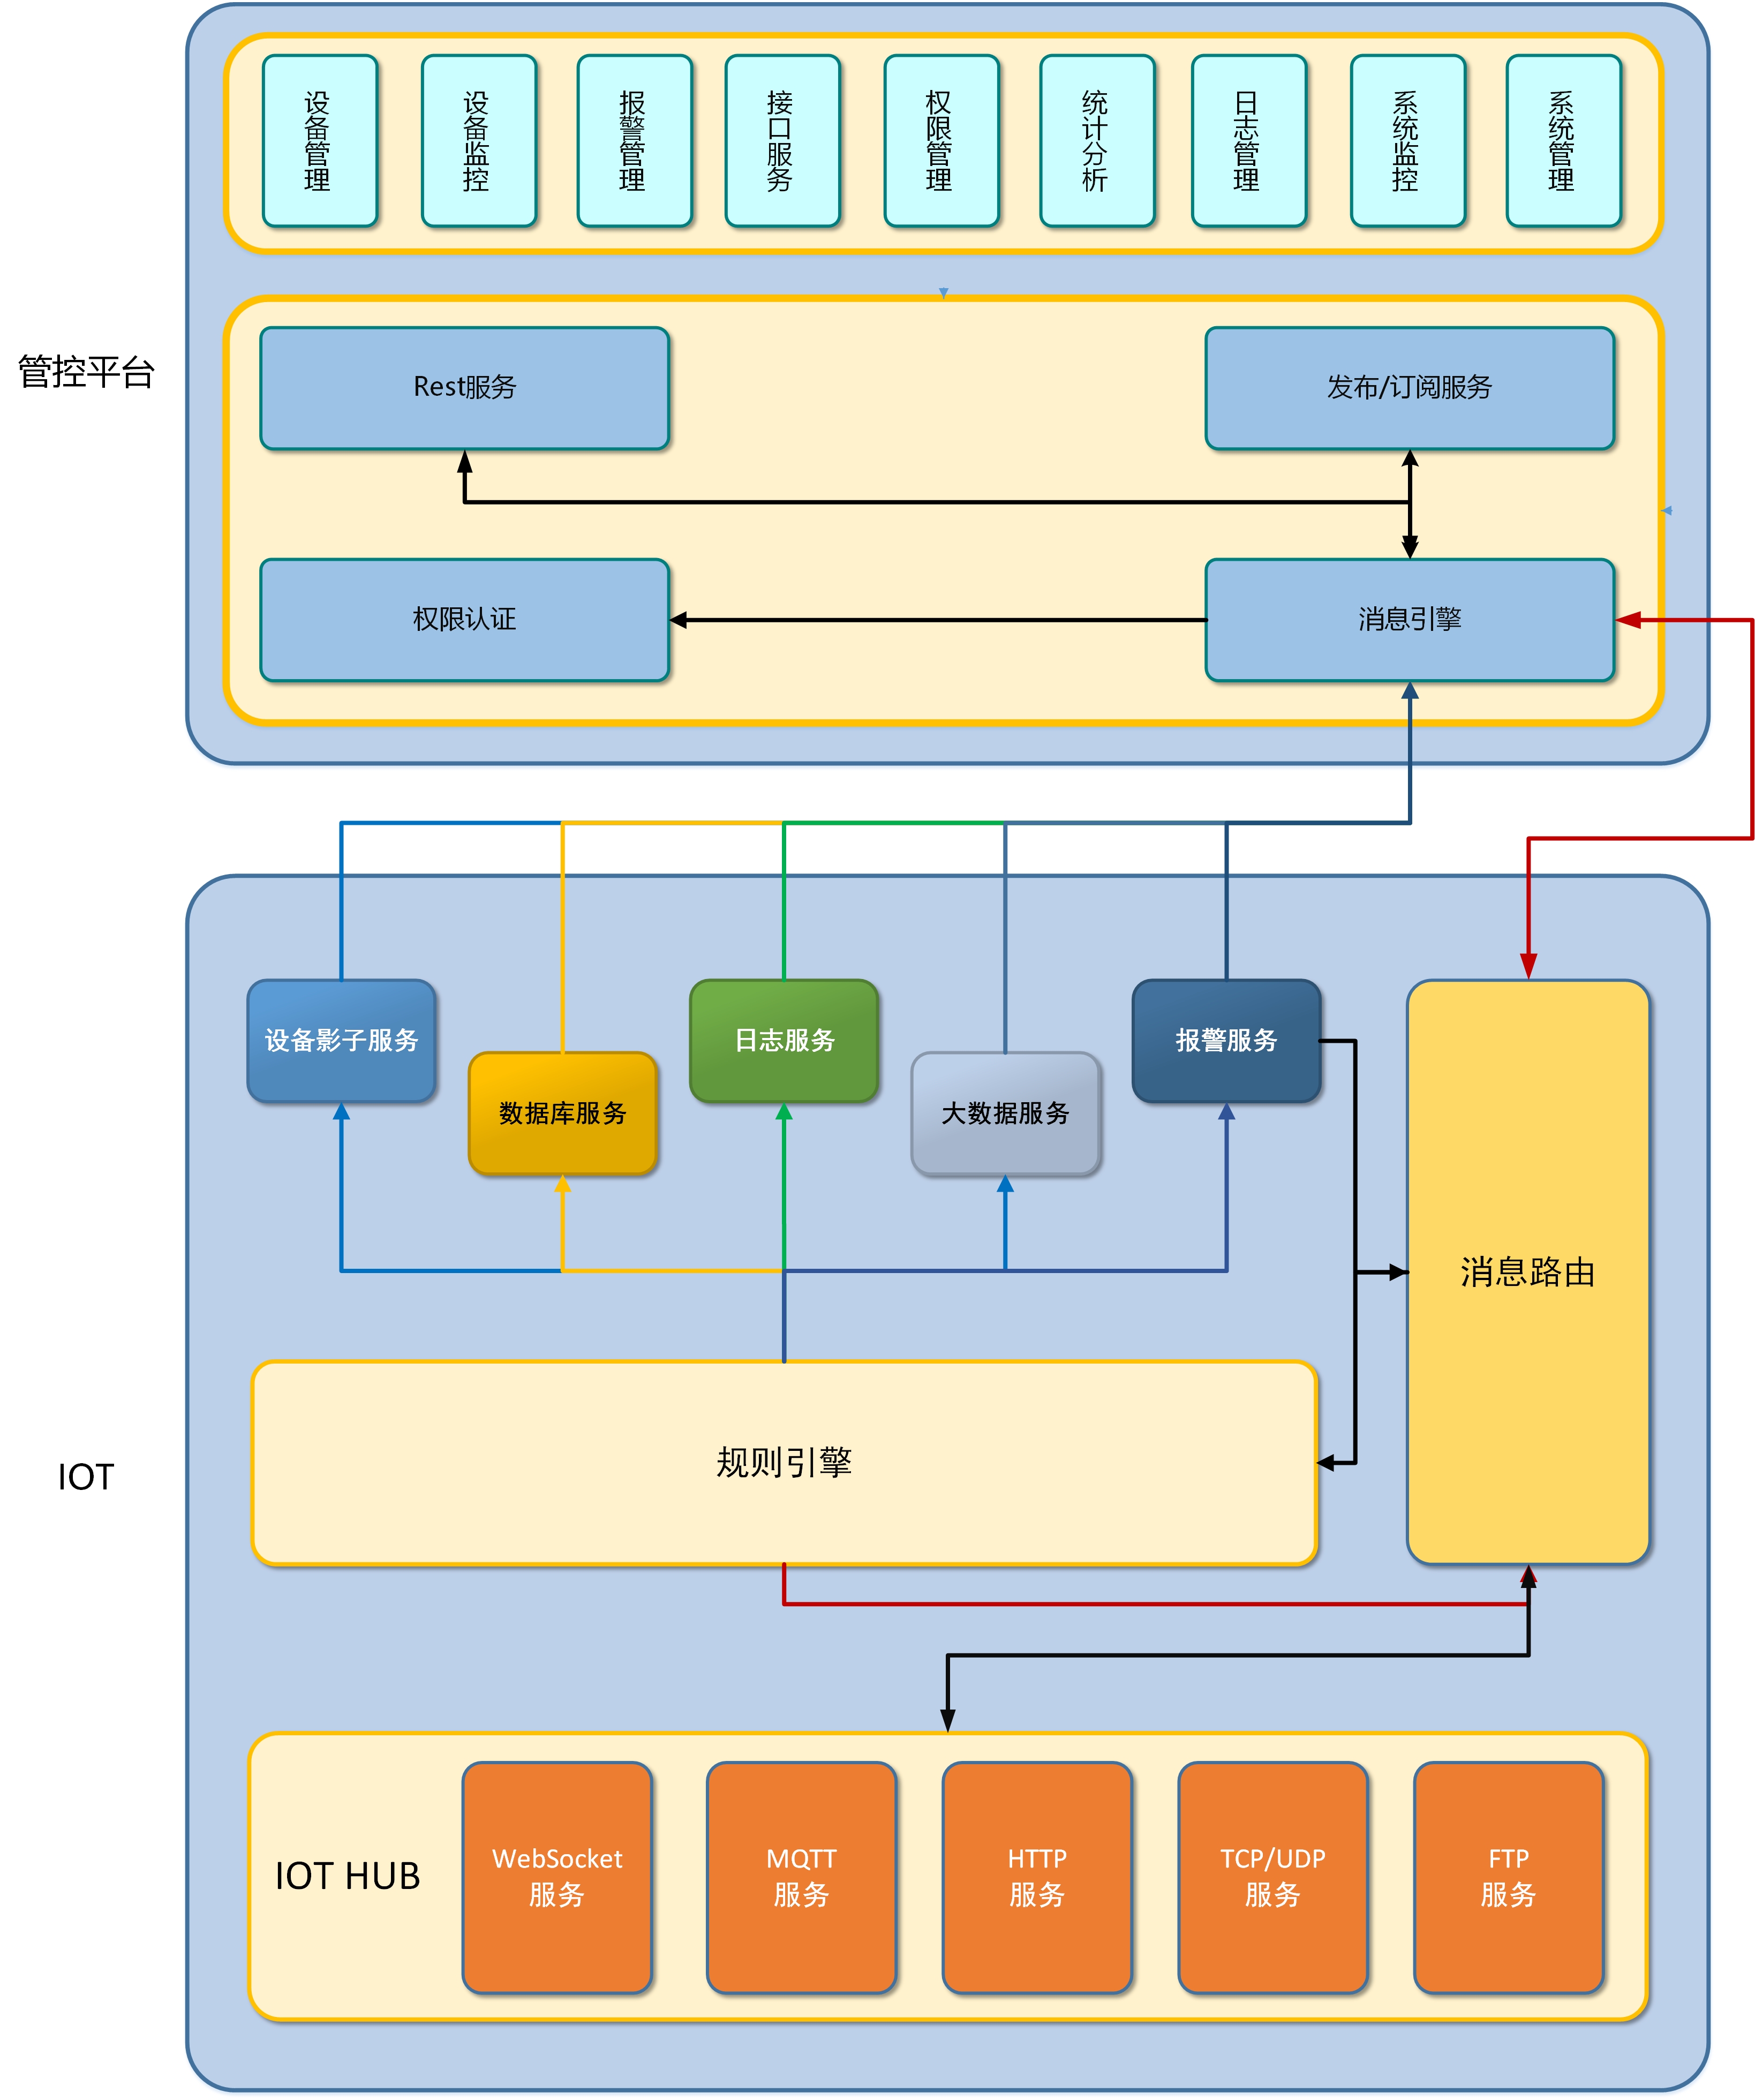 设备管理
设备监控
报警管理
接口服务
权限管理
统计分析
日志管理
系统监控
系统管理
管控平台
Rest服务
发布/订阅服务
权限认证
消息引擎
设备影子服务
日志服务
报警服务
数据库服务
大数据服务
消息路由
规则引擎
IOT
IOT HUB
WebSocket
服务
MQTT
服务
HTTP
服务
TCP/UDP
服务
FTP
服务